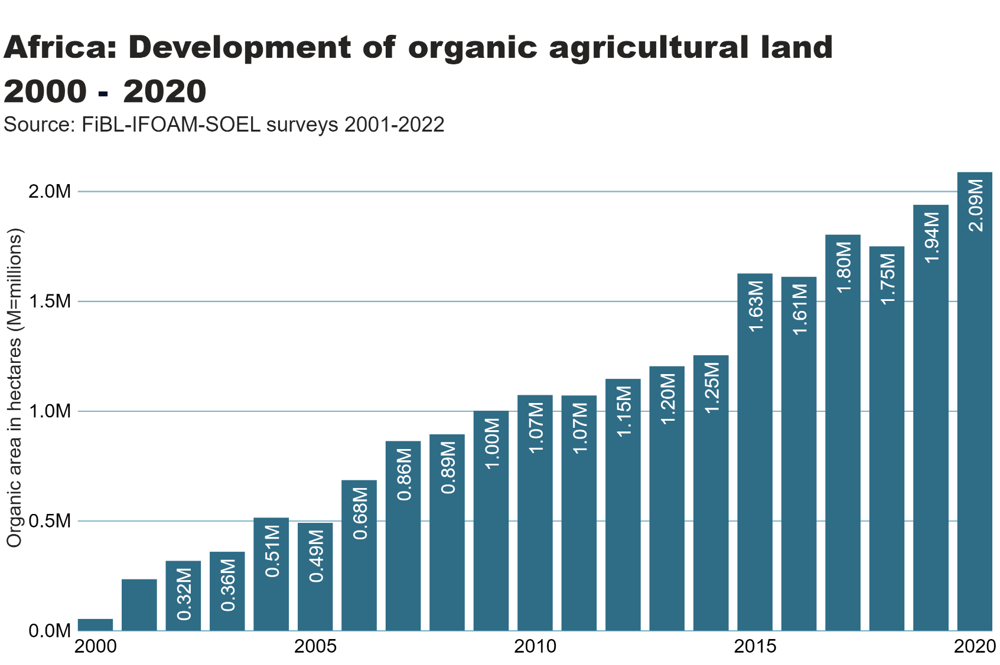 Africa: Development of organic agricultural land
2000 - 2020
Source: FiBL-IFOAM-SOEL surveys 2001-2022
Organic area in hectares (M=millions)
2.0M
1.5M
1.0M
0.5M
0.0M
0.32M
0.36M
0.51M
0.49M
0.68M
0.86M
0.89M
1.00M
1.07M
1.07M
1.15M
1.20M
1.25M
1.63M
1.61M
1.80M
1.75M
1.94M
2.09M
2000
2005
2010
2015
2020